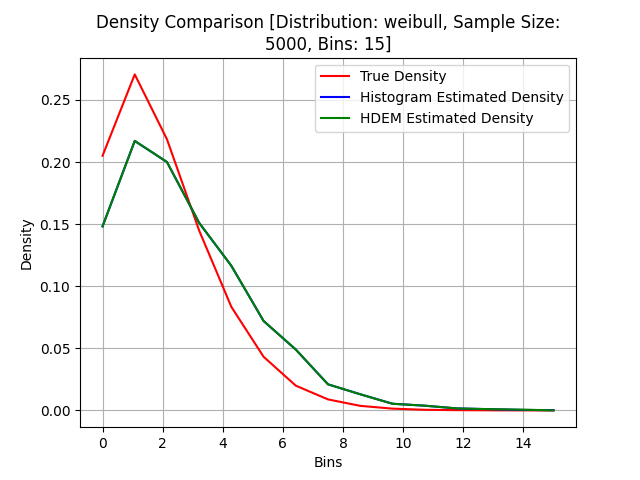 Density Comparison [Distribution: weibull, Sample Size:
5000, Bins: 15]
True Density
Histogram Estimated Density
HDEM Estimated Density
Density
0.25
0.20
0.15
0.10
0.05
0.00
0 2 4 6 8 10 12 14
Bins